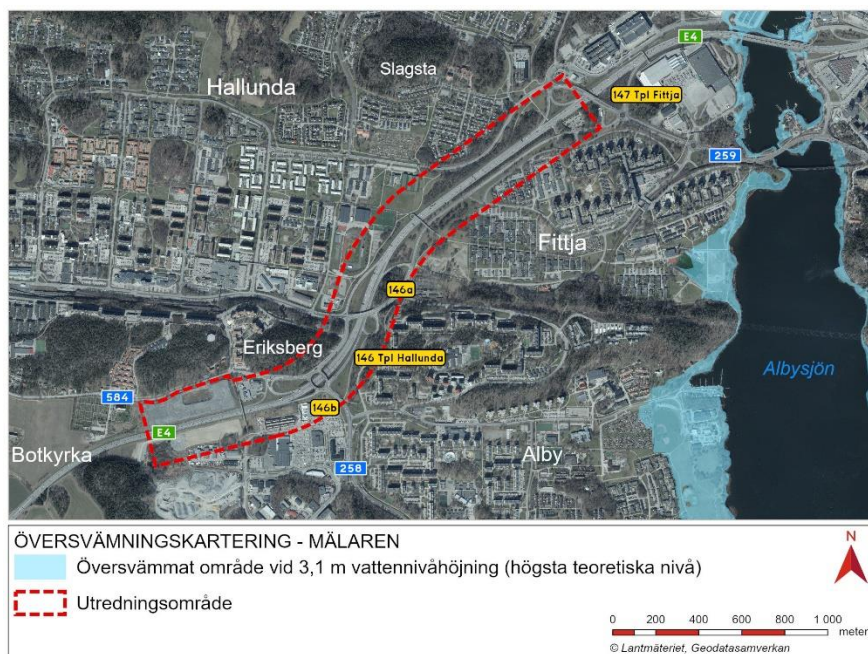 E4
Slagsta
Hallunda
147 Tpl Fittja
259
Fittja
146a
Eriksberg
146 Tpl Hallunda
Albysjön
584
146b
E4
Botkyrka
Alby
258
ÖVERSVÄMNINGSKARTERING - MÄLAREN
Översvämmat område vid 3,1 m vattennivåhöjning (högsta teoretiska nivå)
Utredningsområde
N
0 200 400 600 800 1 000
meter
© Lantmäteriet, Geodatasamverkan